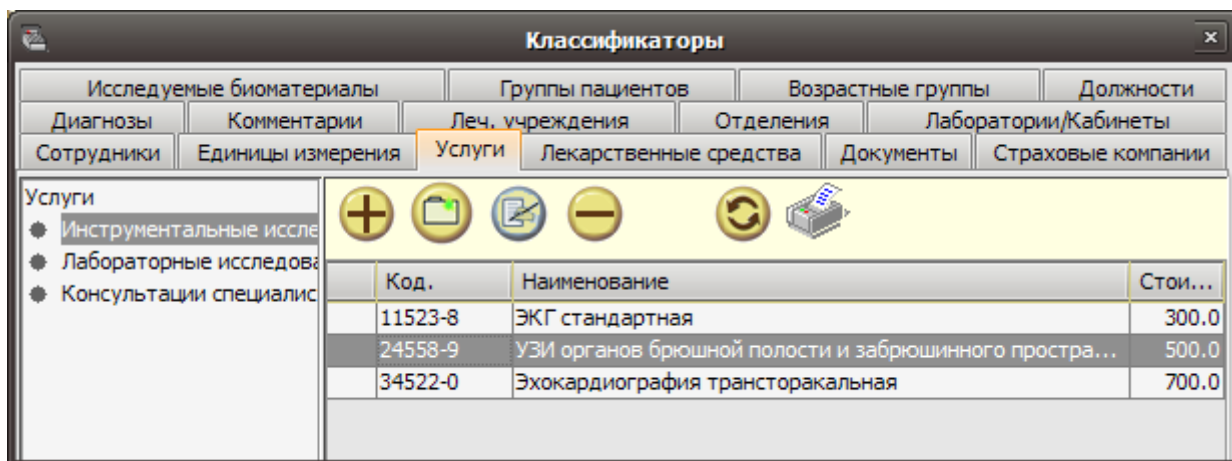 Классификаторы
Исследуемые биоматериалы Группы пациентов Возрастные группы Должности
Диагнозы Комментарии Леч. учреждения Отделения Лаборатории/Кабинеты
Сотрудники Единицы измерения Услуги Лекарственные средства Документы Страховые компании
Услуги
Инструментальные иссле
Лабораторные исследова
Консультации специалис
Код. Наименование Стои...
11523-8 ЭКГ стандартная 300.0
24558-9 УЗИ органов брюшной полости и забрюшинного простра... 500.0
34522-0 Эхокардиография трансторакальная 700.0